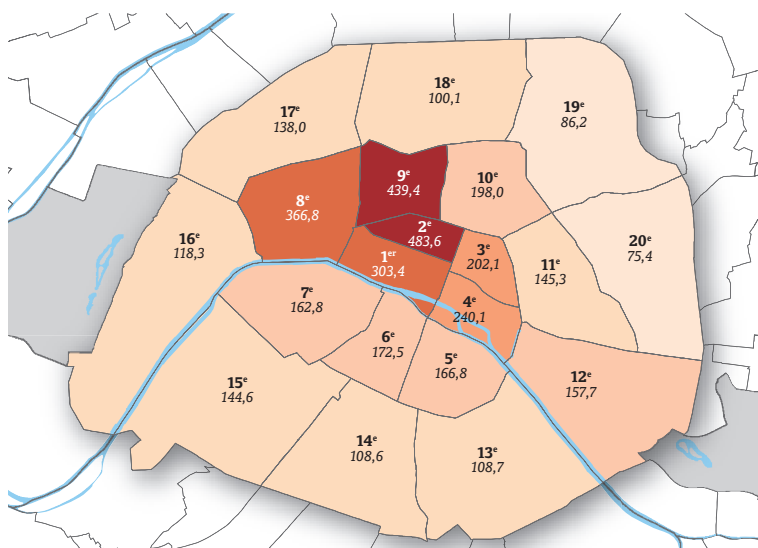 18ᵉ
100,1
17ᵉ
138,0
19ᵉ
86,2
9ᵉ
439,4
10ᵉ
198,0
8ᵉ
366,8
2ᵉ
483,6
16ᵉ
118,3
1ᵉʳ
303,4
3ᵉ
202,1
11ᵉ
145,3
20ᵉ
75,4
7ᵉ
162,8
4ᵉ
240,1
6ᵉ
172,5
5ᵉ
166,8
12ᵉ
157,7
15ᵉ
144,6
14ᵉ
108,6
13ᵉ
108,7